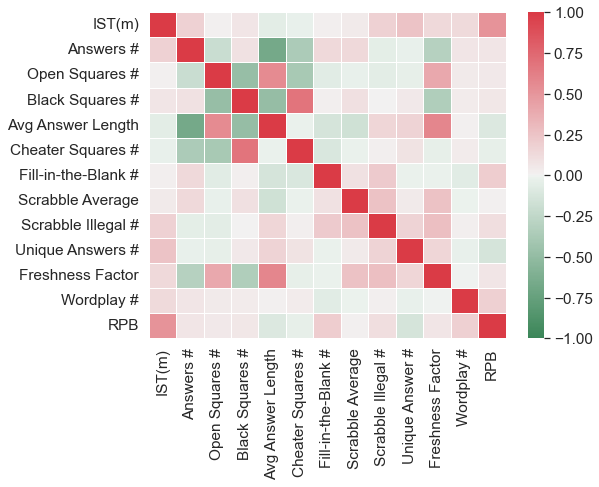 IST(m)
Answers #
Open Squares #
Black Squares #
Avg Answer Length
Cheater Squares #
Fill-in-the-Blank #
Scrabble Average
Scrabble Illegal #
Unique Answers #
Freshness Factor
Wordplay #
RPB
IST(m)
Answers #
Open Squares #
Black Squares #
Avg Answer Length
Cheater Squares #
Fill-in-the-Blank #
Scrabble Average
Scrabble Illegal #
Unique Answer #
Freshness Factor
Wordplay #
RPB
1.00
0.75
0.50
0.25
0.00
−0.25
−0.50
−0.75
−1.00